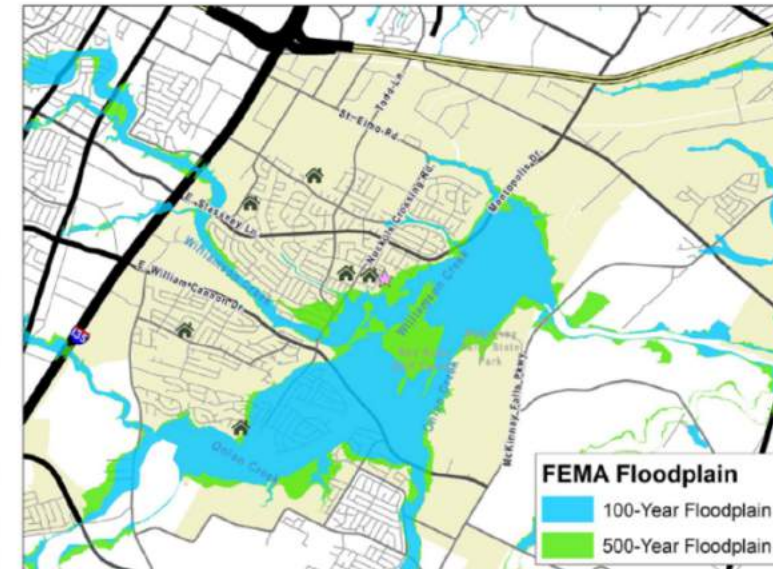 Todd Ln
St. Elmo Rd
Nuckols Crossing Rd.
Montopolis Dr.
E. Stassney Ln
Williamson Creek
E. William Cannon Dr.
Williamson Creek
35
State
Park
Onion Creek
McKinney Falls Pkwy
Onion Creek
FEMA Floodplain
100-Year Floodplain
500-Year Floodplain